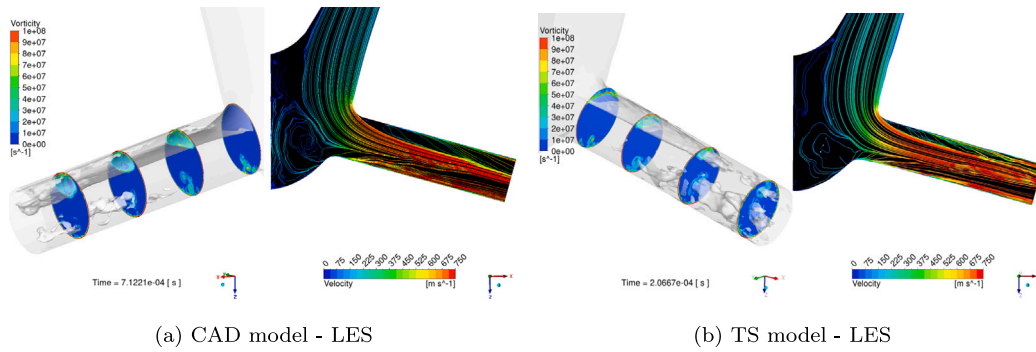 Vorticity
1e+08
9e+07
8e+07
7e+07
6e+07
5e+07
4e+07
3e+07
2e+07
1e+07
0e+00
[s^-1]
Time = 7.1221e-04 [ s ]
X
Z
0 75 150 225 300 375 450 525 600 675 750
Velocity [m s^-1]
X
Z
Vorticity
1e+08
9e+07
8e+07
7e+07
6e+07
5e+07
4e+07
3e+07
2e+07
1e+07
0e+00
[s^-1]
Time = 2.0667e-04 [ s ]
Z
0 75 150 225 300 375 450 525 600 675 750
Velocity [m s^-1]
X
Z
(a) CAD model - LES
(b) TS model - LES